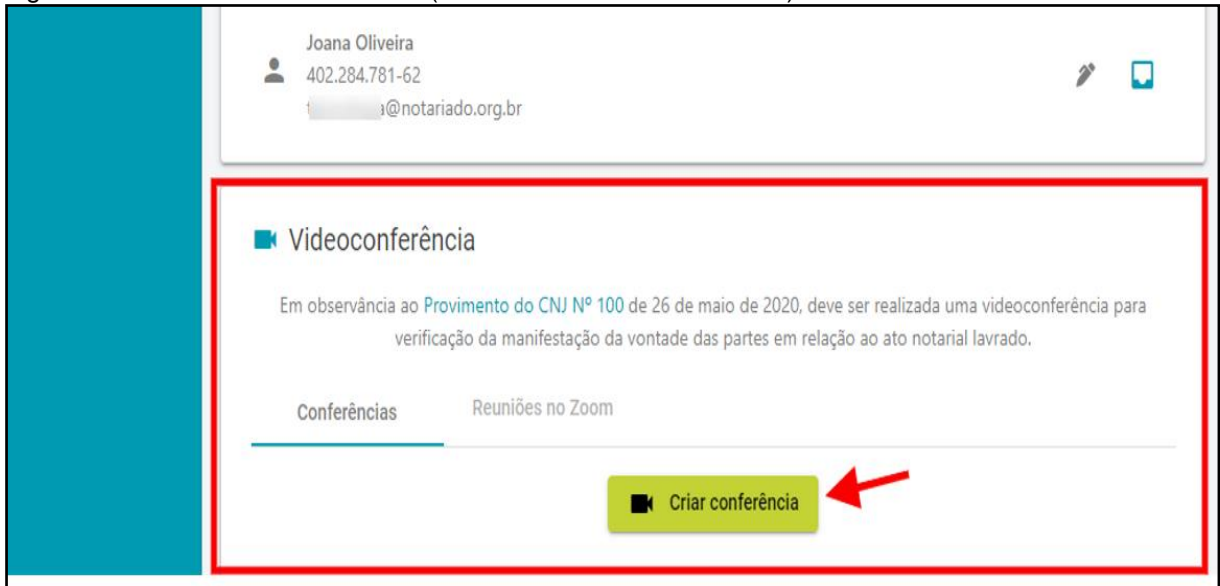 Joana Oliveira
402.284.781-62
a@notariado.org.br
Videoconferência
Em observância ao Provimento do CNJ Nº 100 de 26 de maio de 2020, deve ser realizada uma videoconferência para
verificação da manifestação da vontade das partes em relação ao ato notarial lavrado.
Conferências Reuniões no Zoom
Criar conferência